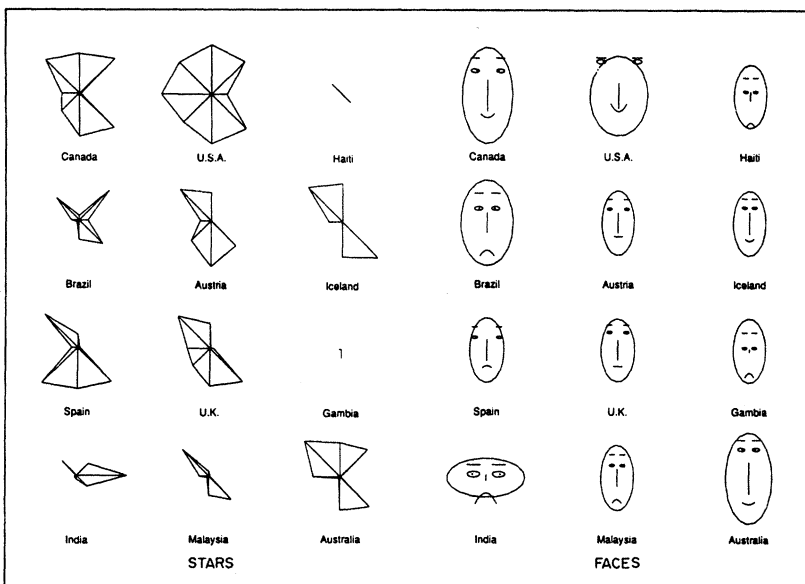 Canada U.S.A. Haiti Canada U.S.A. Haiti
Brazil Austria Iceland Brazil Austria Iceland
Spain U.K. Gambia Spain U.K. Gambia
India Malaysia Australia India Malaysia Australia
STARS FACES